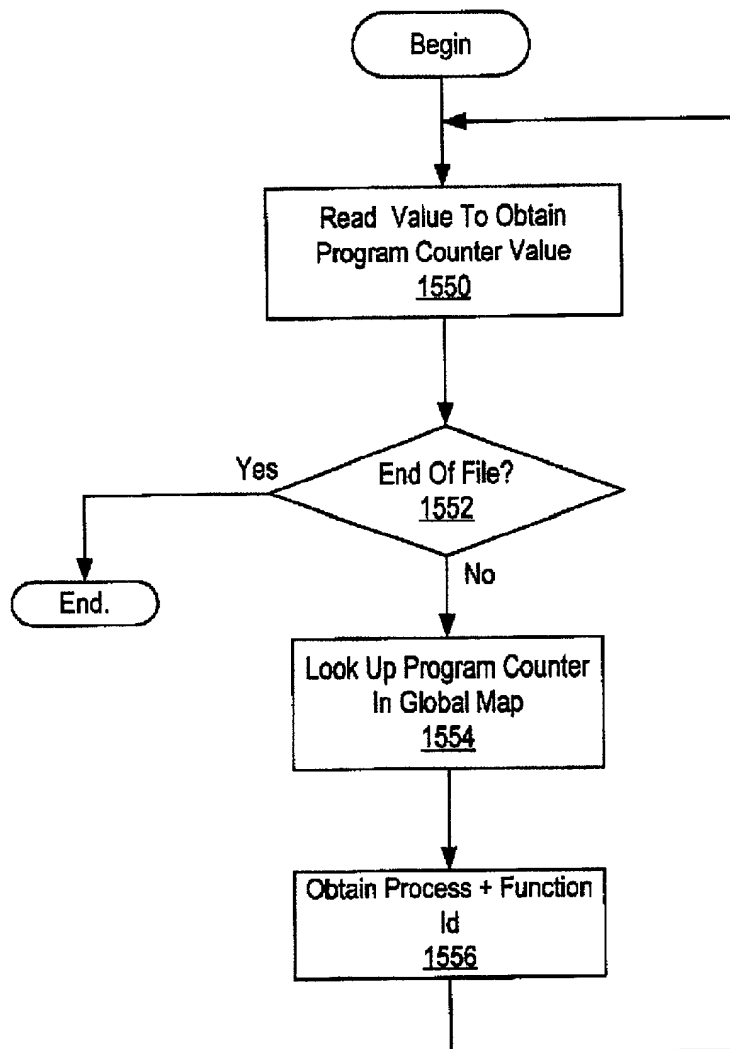 Begin
Read Value To Obtain
Program Counter Value
1550
End Of File?
1552
Yes
No
End.
Look Up Program Counter
In Global Map
1554
Obtain Process + Function
Id
1556